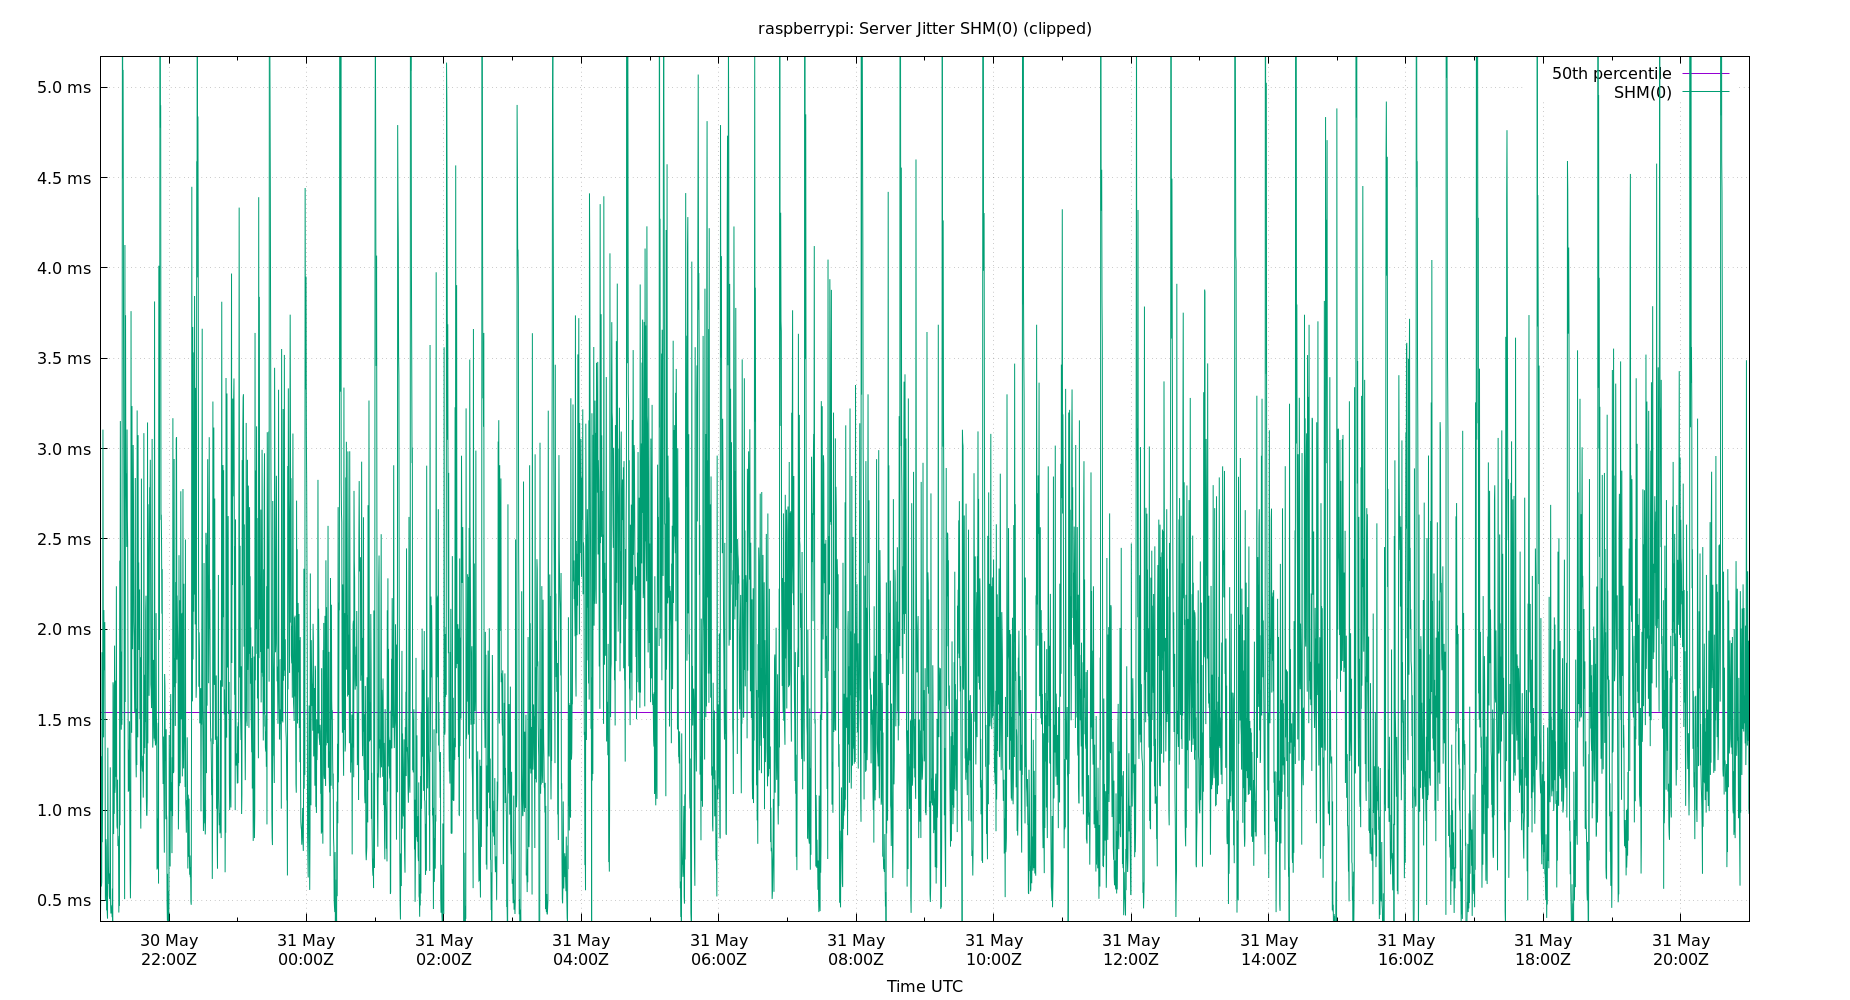 raspberrypi: Server Jitter SHM(0) (clipped)
50th percentile
SHM(0)
5.0 ms
4.5 ms
4.0 ms
3.5 ms
3.0 ms
2.5 ms
2.0 ms
1.5 ms
1.0 ms
0.5 ms
30 May 31 May 31 May 31 May 31 May 31 May 31 May 31 May 31 May 31 May 31 May 31 May
22:00Z 00:00Z 02:00Z 04:00Z 06:00Z 08:00Z 10:00Z 12:00Z 14:00Z 16:00Z 18:00Z 20:00Z
Time UTC